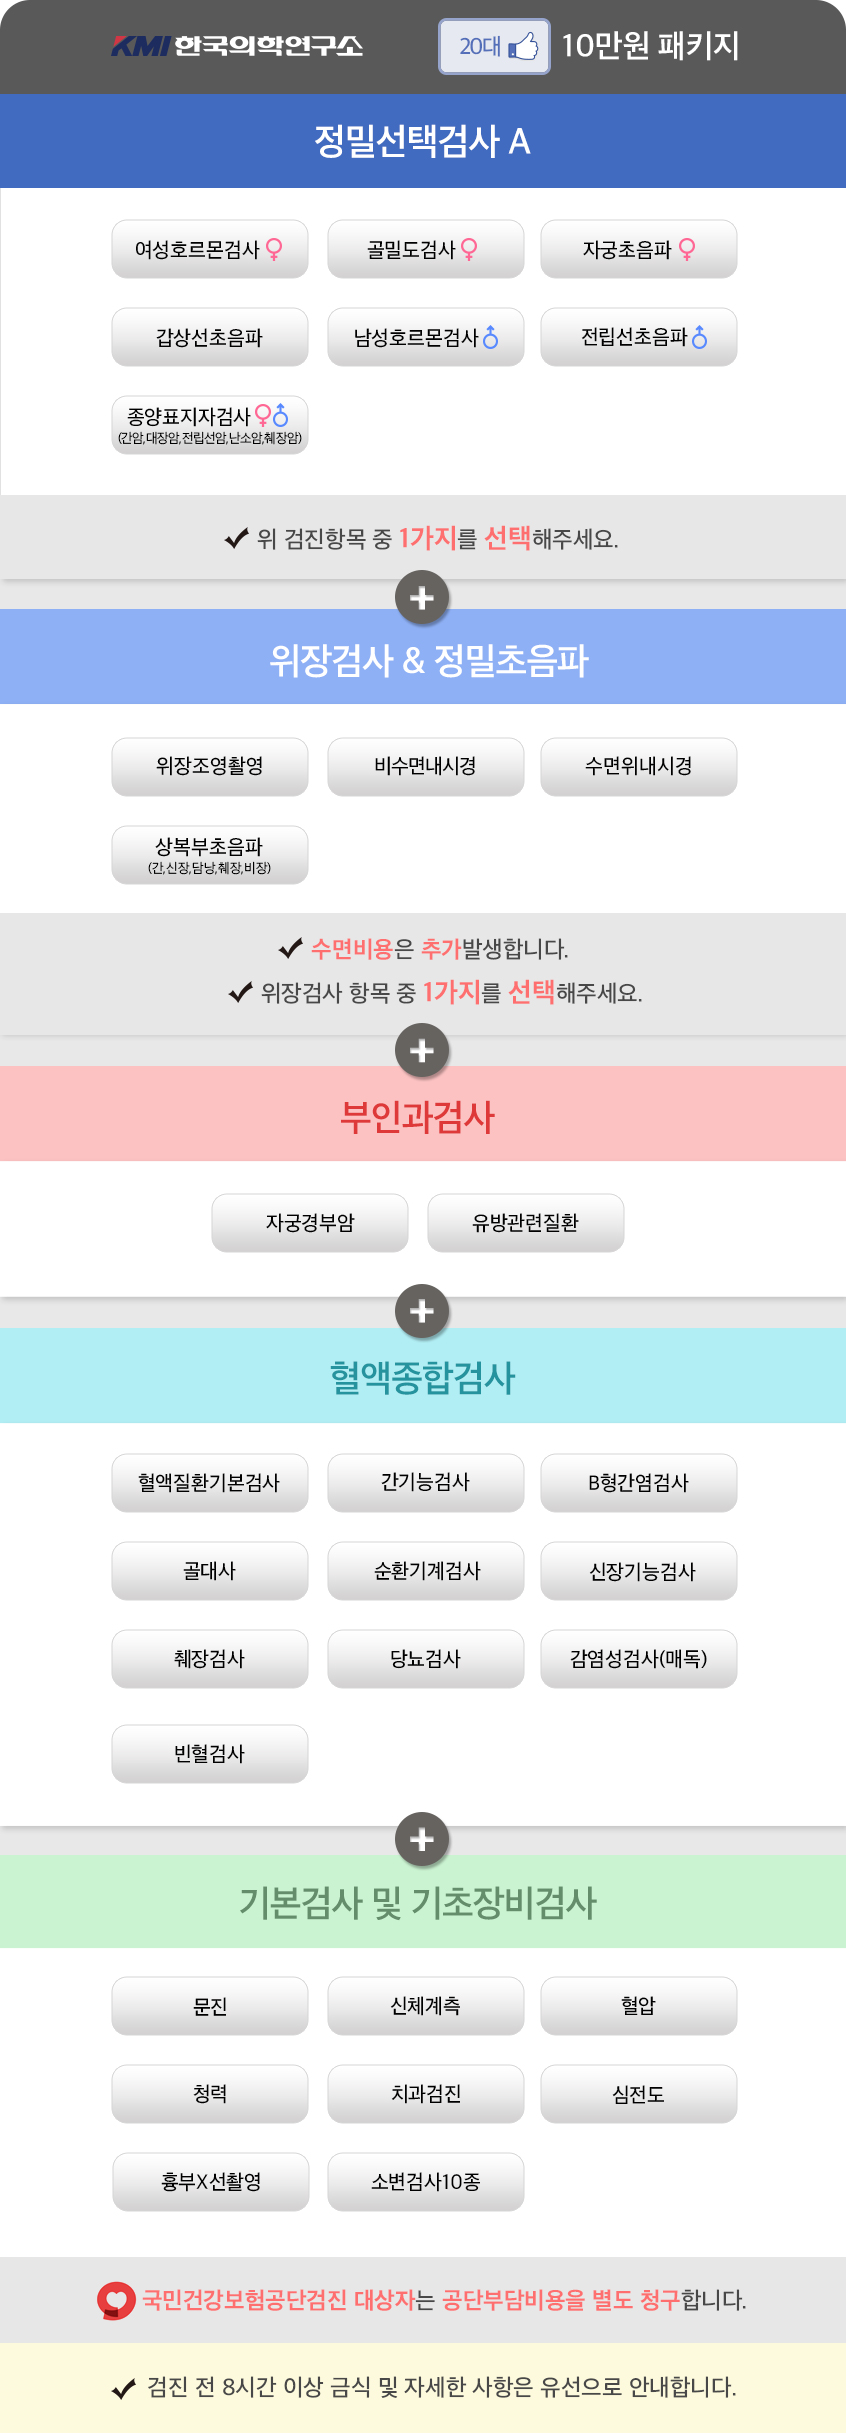 KMI 한국의학연구소
20대 10만원 패키지
정밀선택검사 A
여성호르몬검사 ♀ 골밀도검사 ♀ 자궁초음파 ♀
갑상선초음파 남성호르몬검사 ♂ 전립선초음파 ♂
종양표지자검사 ♀♂
(간암,대장암,전립선암,난소암,췌장암)
위 검진항목 중 1가지를 선택해주세요.
+
위장검사 & 정밀초음파
위장조영촬영 비수면내시경 수면위내시경
상복부초음파
(간,신장,담낭,췌장,비장)
수면비용은 추가발생합니다.
위장검사 항목 중 1가지를 선택해주세요.
+
부인과검사
자궁경부암 유방관련질환
+
혈액종합검사
혈액질환기본검사 간기능검사 B형간염검사
골대사 순환기계검사 신장기능검사
췌장검사 당뇨검사 감염성검사(매독)
빈혈검사
+
기본검사 및 기초장비검사
문진 신체계측 혈압
청력 치과검진 심전도
흉부X선촬영 소변검사10종
국민건강보험공단검진 대상자는 공단부담비용을 별도 청구합니다.
검진 전 8시간 이상 금식 및 자세한 사항은 유선으로 안내합니다.